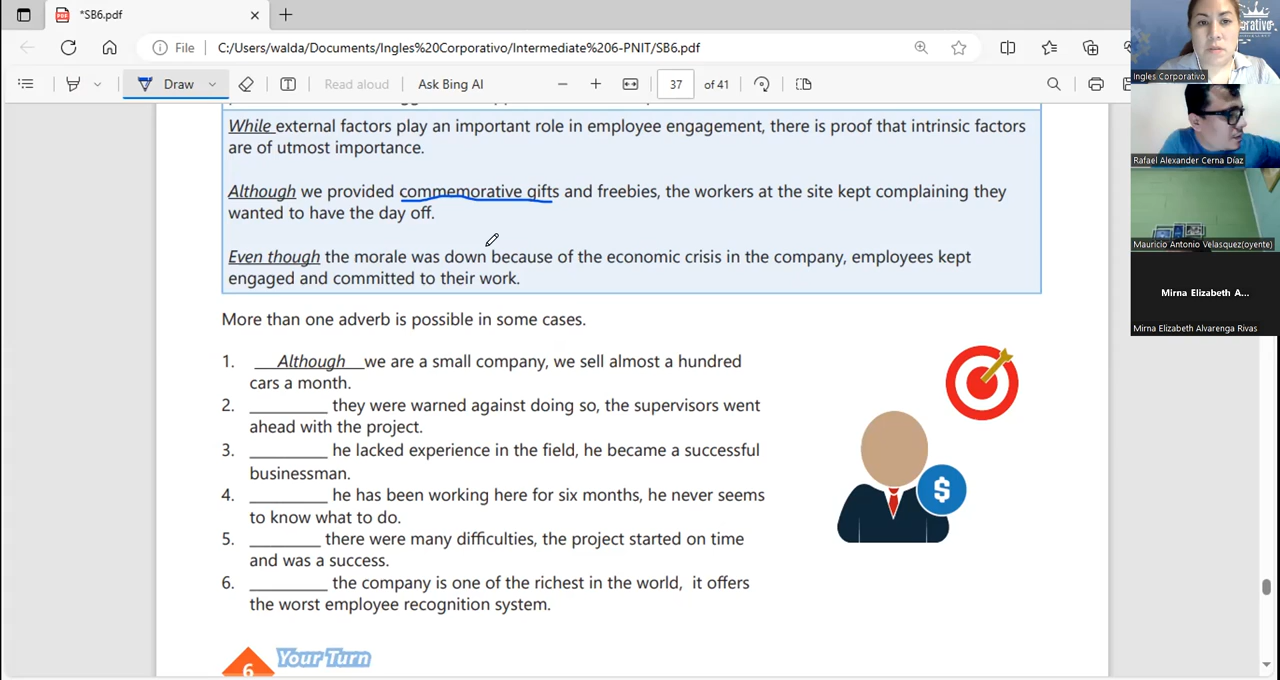 *SB6.pdf
File
C:/Users/walda/Documents/Ingles%20Corporativo/Intermediate%206-PNIT/SB6.pdf
Draw
Read aloud
Ask Bing AI
37
of 41
While external factors play an important role in employee engagement, there is proof that intrinsic factors
are of utmost importance.
Although we provided commemorative gifts and freebies, the workers at the site kept complaining they
wanted to have the day off.
Even though the morale was down because of the economic crisis in the company, employees kept
engaged and committed to their work.
More than one adverb is possible in some cases.
1. __Although__ we are a small company, we sell almost a hundred
cars a month.
2. _________ they were warned against doing so, the supervisors went
ahead with the project.
3. _________ he lacked experience in the field, he became a successful
businessman.
4. _________ he has been working here for six months, he never seems
to know what to do.
5. ________ there were many difficulties, the project started on time
and was a success.
6. _________ the company is one of the richest in the world, it offers
the worst employee recognition system.
$
6
Your Turn
Ingles Corporativo
Rafael Alexander Cerna Díaz
Mauricio Antonio Velasquez(oyente)
Mirna Elizabeth A...
Mirna Elizabeth Alvarenga Rivas